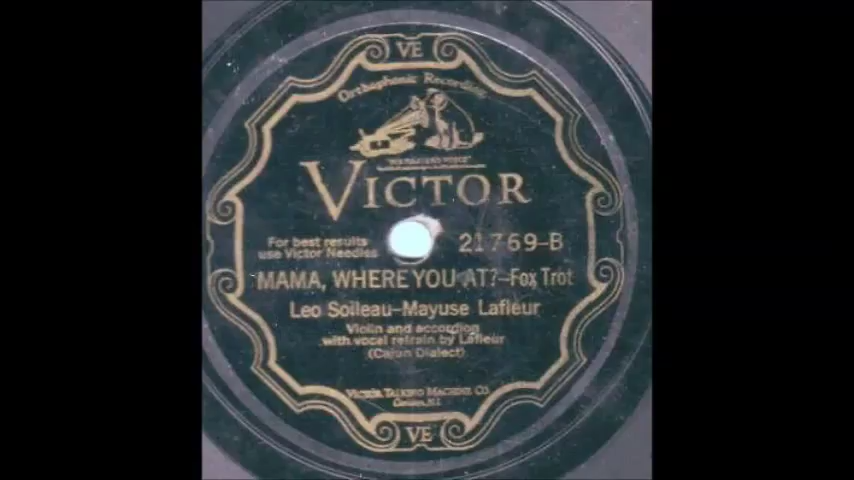 VE
Orthophonic Recording
"HIS MASTER'S VOICE"
VICTOR
For best results
use Victor Needles
21769-B
MAMA, WHERE YOU AT?-Fox Trot
Leo Soileau-Mayuse Lafleur
Violin and accordion
with vocal refrain by Lafleur
(Cajun Dialect)
VICTOR TALKING MACHINE CO.
Camden, N.J.
VE